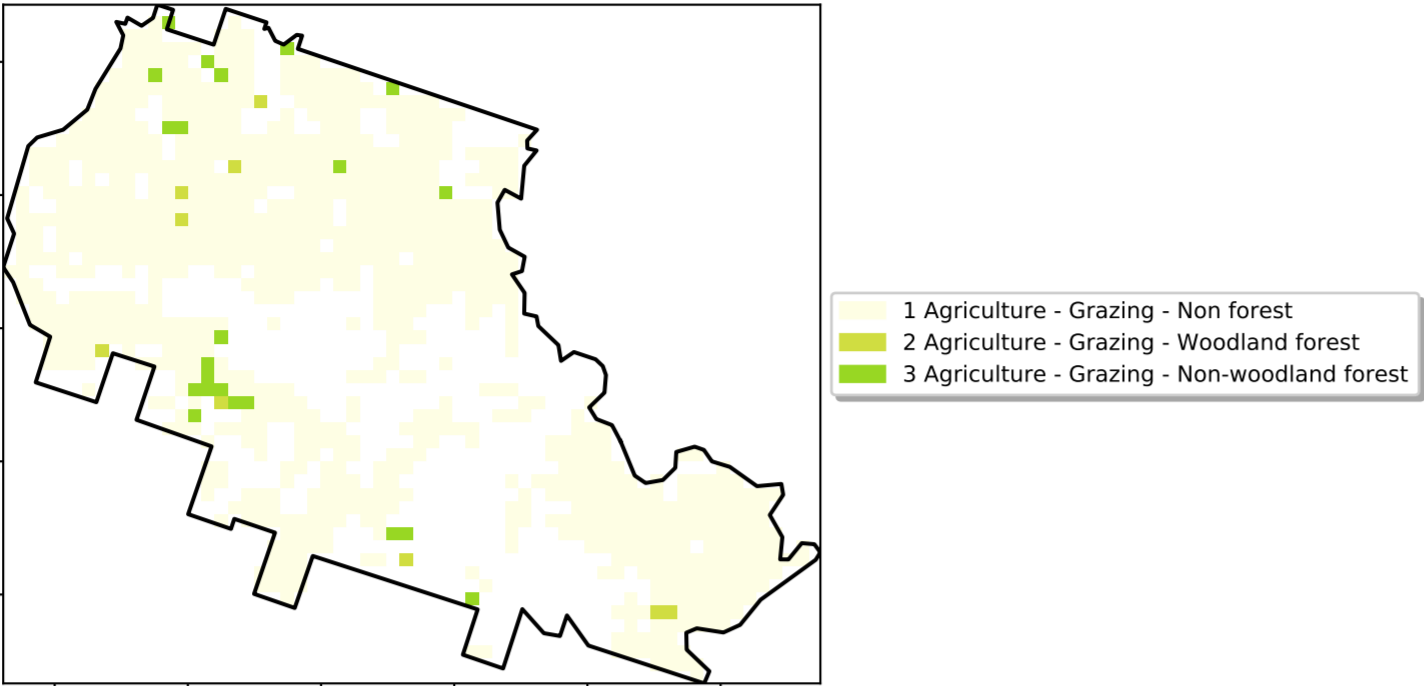 1 Agriculture - Grazing - Non forest
2 Agriculture - Grazing - Woodland forest
3 Agriculture - Grazing - Non-woodland forest